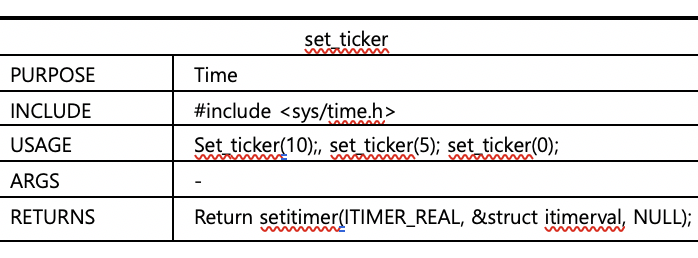 set_ticker
PURPOSE Time
INCLUDE #include <sys/time.h>
USAGE Set_ticker(10);, set_ticker(5); set_ticker(0);
ARGS -
RETURNS Return setitimer(ITIMER_REAL, &struct itimerval, NULL);